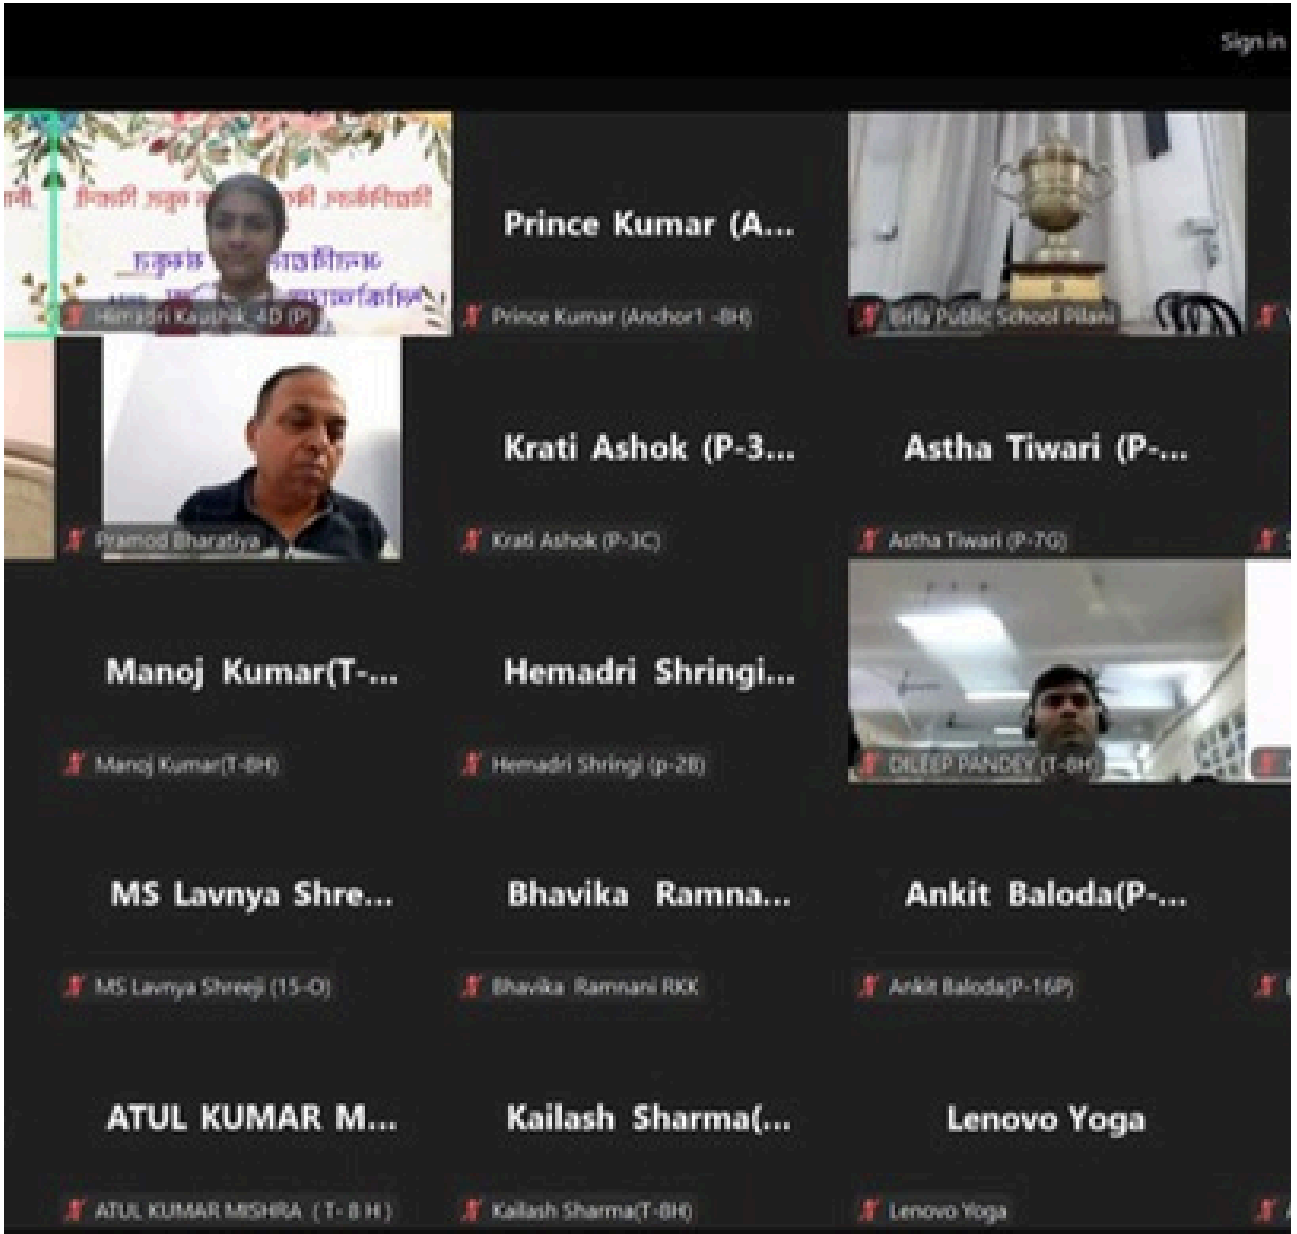 Sign in
Himadri Kaushik_4D (P)
Prince Kumar (A...
Prince Kumar (Anchor1 -8H)
Birla Public School Pilani
Pramod Bharatiya
Krati Ashok (P-3...
Krati Ashok (P-3C)
Astha Tiwari (P-...
Astha Tiwari (P-7G)
Manoj Kumar(T-...
Manoj Kumar(T-8H)
Hemadri Shringi...
Hemadri Shringi (p-2B)
DILEEP PANDEY (T-8H)
MS Lavnya Shre...
MS Lavnya Shreeji (15-O)
Bhavika Ramna...
Bhavika Ramnani RKK
Ankit Baloda(P-...
Ankit Baloda(P-16P)
ATUL KUMAR M...
ATUL KUMAR MISHRA ( T- 8 H )
Kailash Sharma(...
Kailash Sharma(T-8H)
Lenovo Yoga
Lenovo Yoga